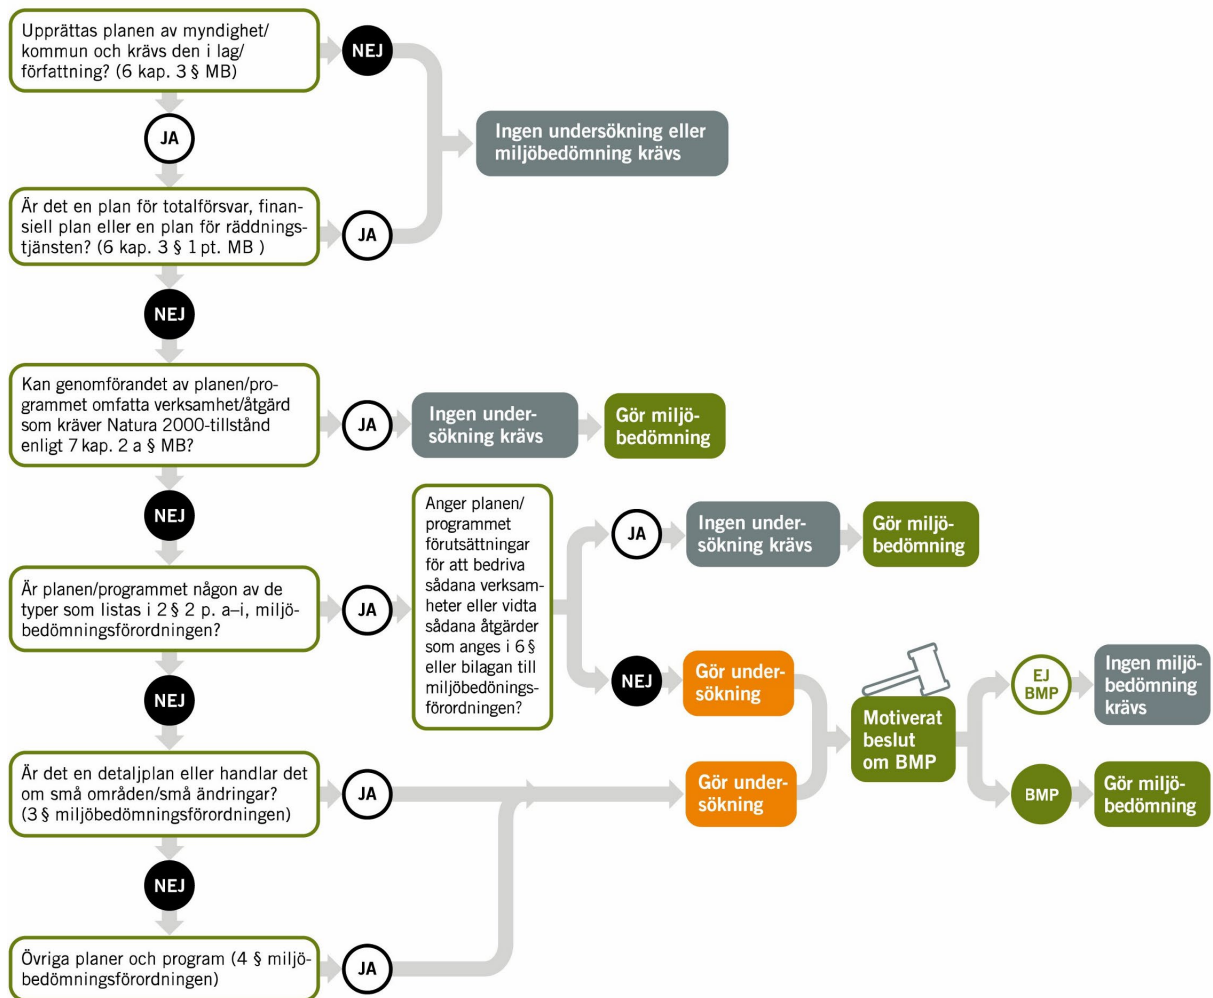 Upprättas planen av myndighet/
kommun och krävs den i lag/
författning? (6 kap. 3 § MB)
NEJ
JA
Ingen undersökning eller
miljöbedömning krävs
Är det en plan för totalförsvar, finan-
siell plan eller en plan för räddnings-
tjänsten? (6 kap. 3 § 1 pt. MB )
JA
NEJ
Kan genomförandet av planen/pro-
grammet omfatta verksamhet/åtgärd
som kräver Natura 2000-tillstånd
enligt 7 kap. 2 a § MB?
JA
Ingen under-
sökning krävs
Gör miljö-
bedömning
NEJ
Är planen/programmet någon av de
typer som listas i 2 § 2 p. a–i, miljö-
bedömningsförordningen?
JA
Anger planen/
programmet
förutsättningar
för att bedriva
sådana verksam-
heter eller vidta
sådana åtgärder
som anges i 6 §
eller bilagan till
miljöbedönings-
förordningen?
JA
Ingen under-
sökning krävs
Gör miljö-
bedömning
NEJ
Gör under-
sökning
Motiverat
beslut
om BMP
EJ
BMP
Ingen miljö-
bedömning
krävs
BMP
Gör miljö-
bedömning
NEJ
Är det en detaljplan eller handlar det
om små områden/små ändringar?
(3 § miljöbedömningsförordningen)
JA
Gör under-
sökning
NEJ
Övriga planer och program (4 § miljö-
bedömningsförordningen)
JA